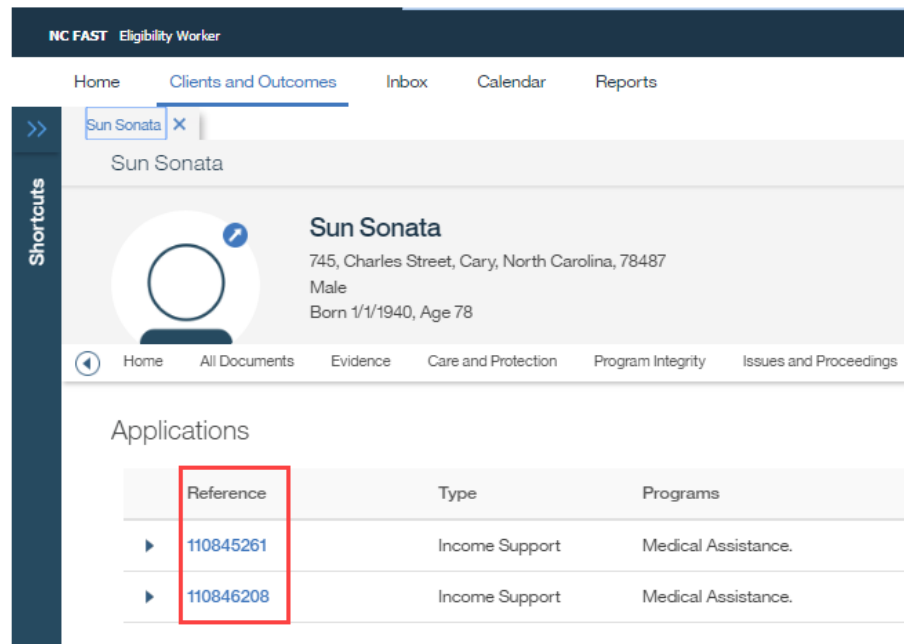 NC FAST Eligibility Worker
Home Clients and Outcomes Inbox Calendar Reports
Sun Sonata
Sun Sonata
Shortcuts
Sun Sonata
745, Charles Street, Cary, North Carolina, 78487
Male
Born 1/1/1940, Age 78
Home All Documents Evidence Care and Protection Program Integrity Issues and Proceedings
Applications
Reference Type Programs
110845261 Income Support Medical Assistance.
110846208 Income Support Medical Assistance.